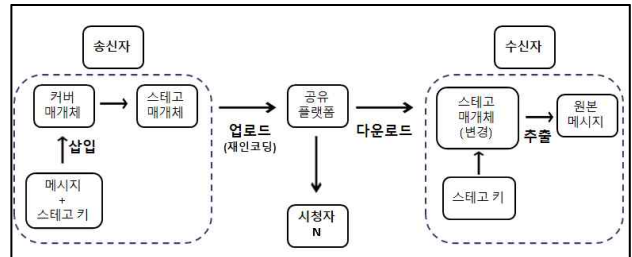 송신자
수신자
커버
매개체
스테고
매개체
삽입
메시지
+
스테고 키
업로드
(재인코딩)
공유
플랫폼
다운로드
시청자
N
스테고
매개체
(변경)
추출
원본
메시지
스테고 키